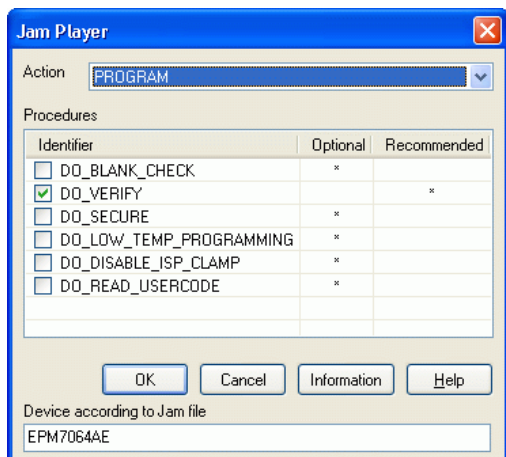 Jam Player
Action PROGRAM
Procedures
Identifier Optional Recommended
DO_BLANK_CHECK *
DO_VERIFY *
DO_SECURE *
DO_LOW_TEMP_PROGRAMMING *
DO_DISABLE_ISP_CLAMP *
DO_READ_USERCODE *
OK Cancel Information Help
Device according to Jam file
EPM7064AE